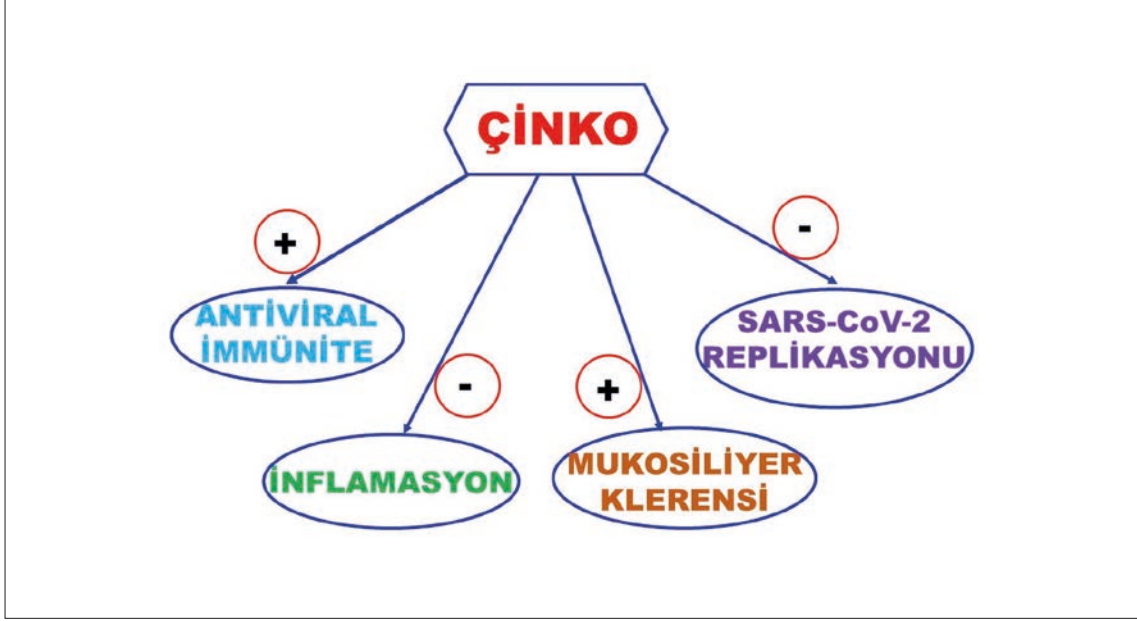 ÇİNKO
+
-
ANTİVİRAL
İMMÜNİTE
SARS-CoV-2
REPLİKASYONU
-
+
İNFLAMASYON
MUKOSİLİYER
KLERENSİ